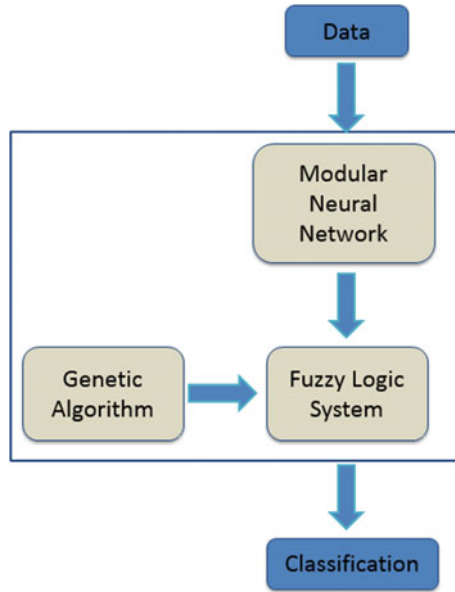 Data
Modular
Neural
Network
Genetic
Algorithm
Fuzzy Logic
System
Classification